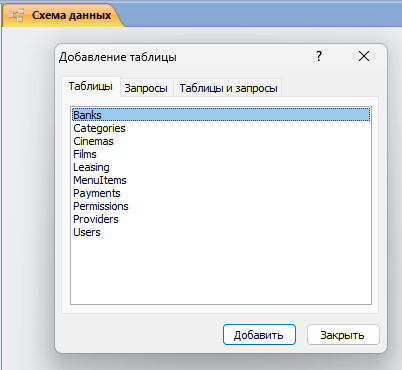 Схема данных
Добавление таблицы ?
Таблицы Запросы Таблицы и запросы
Banks
Categories
Cinemas
Films
Leasing
MenuItems
Payments
Permissions
Providers
Users
Добавить Закрыть